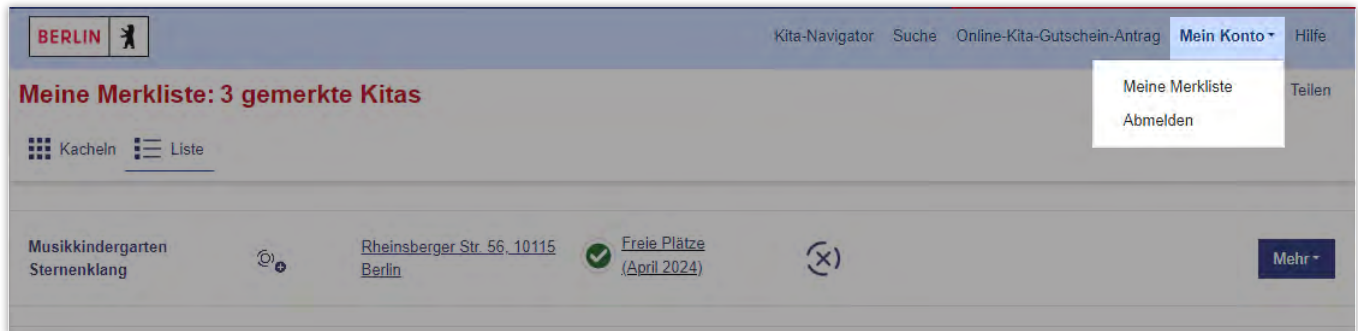 BERLIN
Kita-Navigator Suche Online-Kita-Gutschein-Antrag Mein Konto Hilfe
Meine Merkliste: 3 gemerkte Kitas
Meine Merkliste
Teilen
Abmelden
Kacheln Liste
Musikkindergarten
Sternenklang
Rheinsberger Str. 56, 10115
Berlin
Freie Plätze
(April 2024)
Mehr